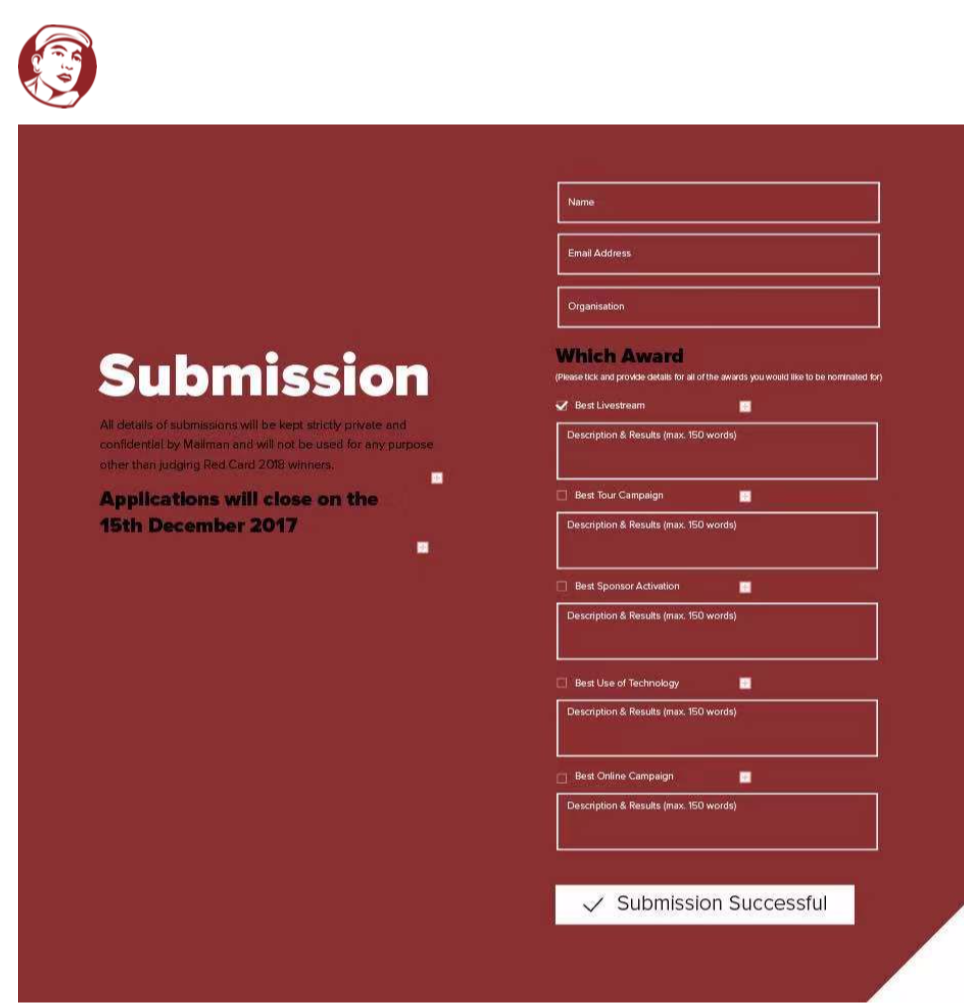 Submission
All details of submissions will be kept strictly private and
confidential by Mailman and will not be used for any purpose
other than judging Red Card 2018 winners.
Applications will close on the
15th December 2017
Name
Email Address
Organisation
Which Award
(Please tick and provide details for all of the awards you would like to be nominated for)
Best Livestream
Description & Results (max. 150 words)
Best Tour Campaign
Description & Results (max. 150 words)
Best Sponsor Activation
Description & Results (max. 150 words)
Best Use of Technology
Description & Results (max. 150 words)
Best Online Campaign
Description & Results (max. 150 words)
Submission Successful